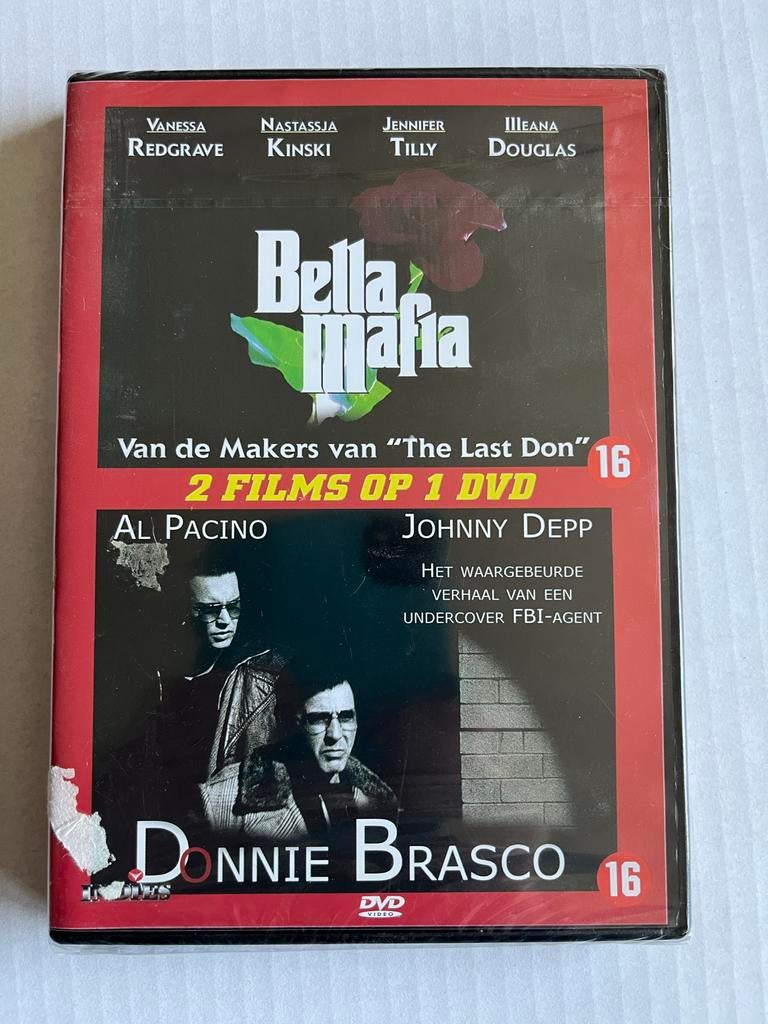 VANESSA NASTASSJA JENNIFER IllEANA
REDGRAVE KINSKI TILLY DOUGLAS
Bella
mafia
Van de Makers van “The Last Don”
16
2 FILMS OP 1 DVD
AL PACINO JOHNNY DEPP
HET WAARGEBEURDE
VERHAAL VAN EEN
UNDERCOVER FBI-AGENT
DONNIE BRASCO
16
DVD
VIDEO